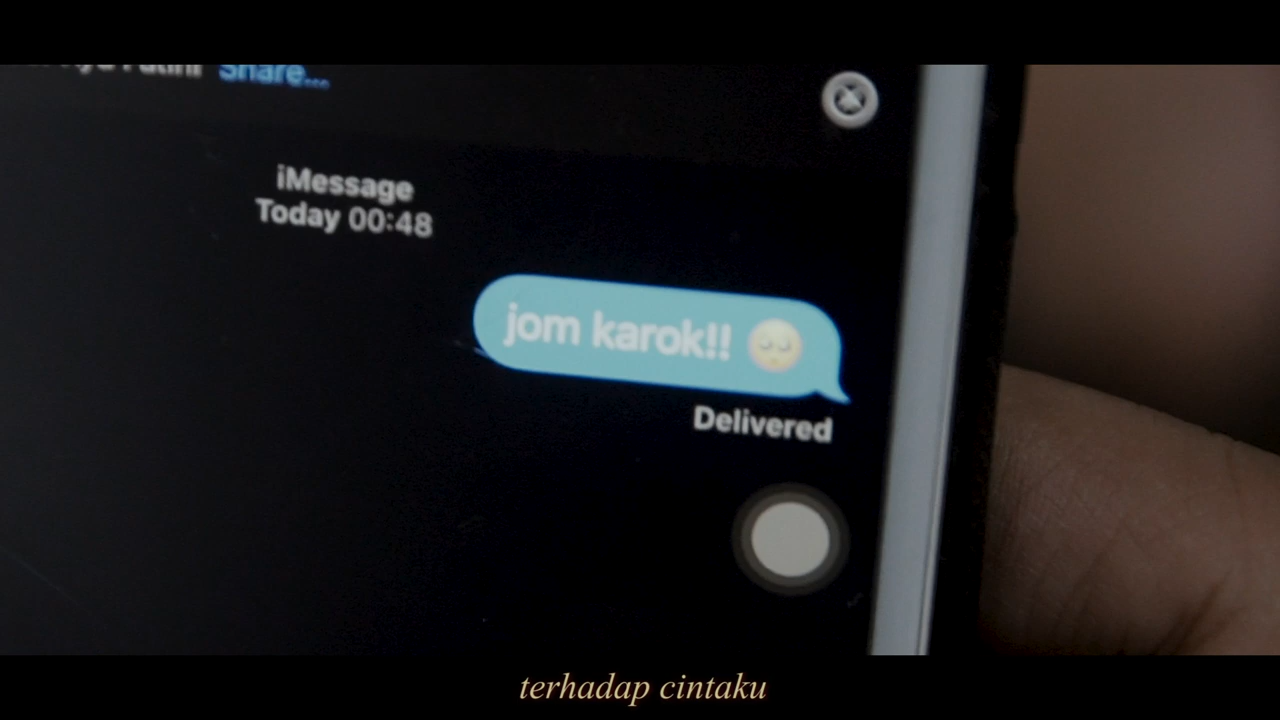 Share...
iMessage
Today 00:48
jom karok!! 🥺
Delivered
terhadap cintaku